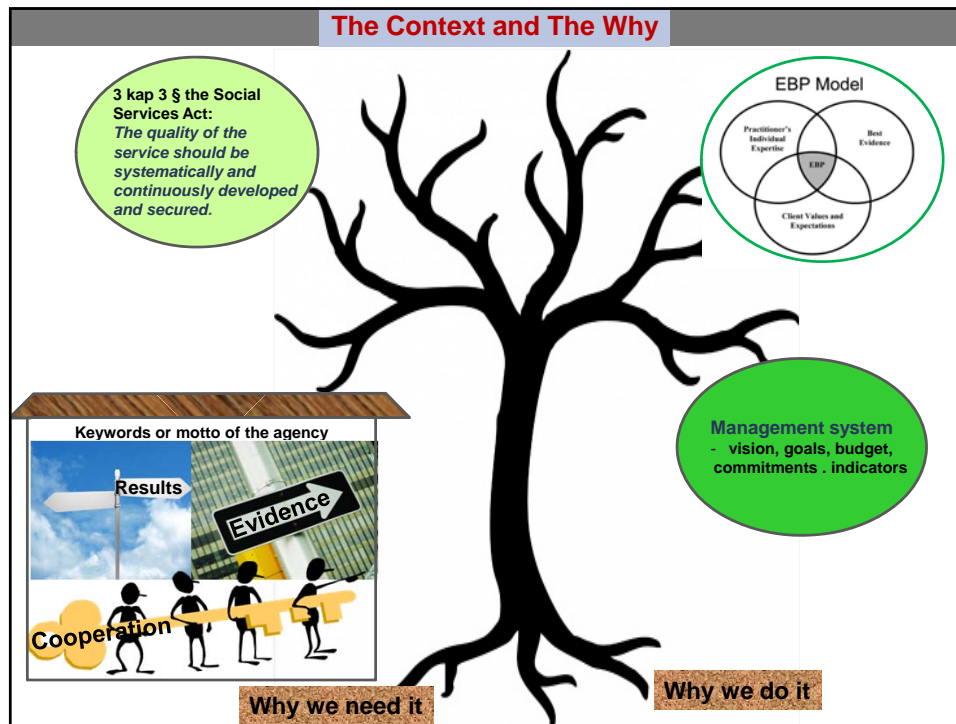 The Context and The Why
3 kap 3 § the Social
Services Act:
The quality of the
service should be
systematically and
continuously developed
and secured.
EBP Model
Practitioner's
Individual
Expertise
Best
Evidence
EBP
Client Values and
Expectations
Management system
- vision, goals, budget,
commitments . indicators
Keywords or motto of the agency
Results
Evidence
Cooperation
Why we need it
Why we do it